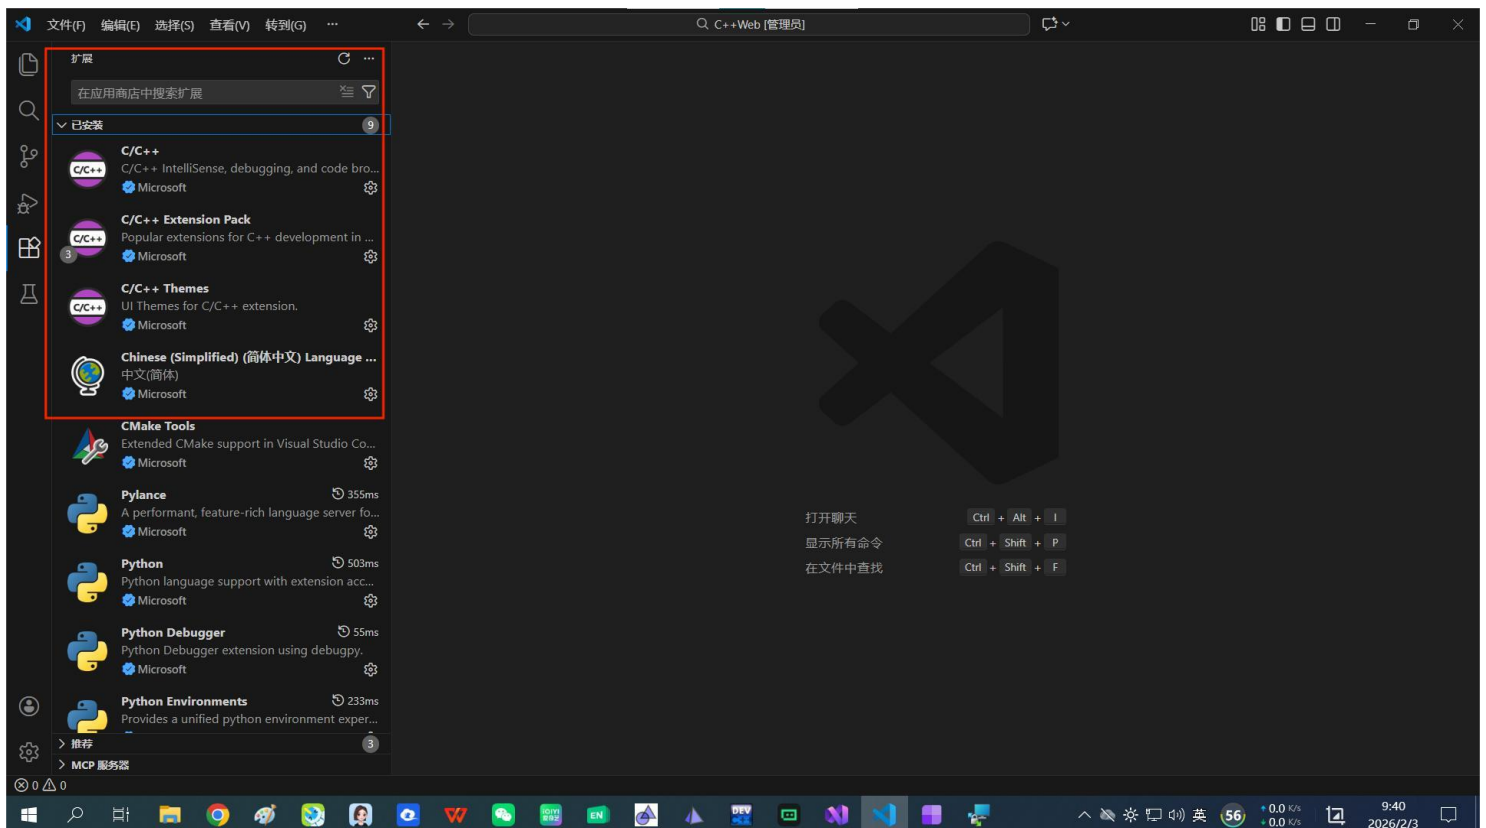 文件(F) 编辑(E) 选择(S) 查看(V) 转到(G) ···
C++Web [管理员]
扩展
在应用商店中搜索扩展
已安装 9
C/C++
C/C++ IntelliSense, debugging, and code bro...
Microsoft
C/C++ Extension Pack
Popular extensions for C++ development in ...
3 Microsoft
C/C++ Themes
UI Themes for C/C++ extension.
Microsoft
Chinese (Simplified) (简体中文) Language ...
中文(简体)
Microsoft
CMake Tools
Extended CMake support in Visual Studio Co...
Microsoft
Pylance 355ms
A performant, feature-rich language server fo...
Microsoft
Python 503ms
Python language support with extension acc...
Microsoft
Python Debugger 55ms
Python Debugger extension using debugpy.
Microsoft
Python Environments 233ms
Provides a unified python environment exper...
推荐 3
MCP 服务器
打开聊天 Ctrl + Alt + I
显示所有命令 Ctrl + Shift + P
在文件中查找 Ctrl + Shift + F
0 0
英 56 0.0 K/s
0.0 K/s
9:40
2026/2/3